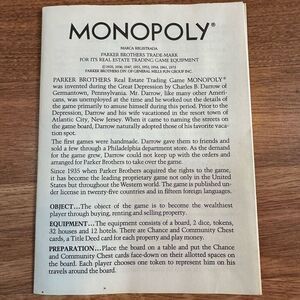 MONOPOLY®
MARCA REGISTRADA
PARKER BROTHERS TRADE-MARK
FOR ITS REAL ESTATE TRADING GAME EQUIPMENT
©1935, 1936, 1947, 1951, 1952, 1954, 1961, 1973
PARKER BROTHERS DIV. OF GENERAL MILLS FUN GROUP INC.
PARKER BROTHERS Real Estate Trading Game MONOPOLY®
was invented during the Great Depression by Charles B. Darrow of
Germantown, Pennsylvania. Mr. Darrow, like many other Ameri-
cans, was unemployed at the time and he worked out the details of
the game primarily to amuse himself during this period. Prior to the
Depression, Darrow and his wife vacationed in the resort town of
Atlantic City, New Jersey. When it came to naming the streets on the
game board, Darrow naturally adopted those of his favorite vaca-
tion spot.
The first games were handmade. Darrow gave them to friends and
sold a few through a Philadelphia department store. As the demand
for the game grew, Darrow could not keep up with the orders and
arranged for Parker Brothers to take over the game.
Since 1935 when Parker Brothers acquired the rights to the game,
it has become the leading proprietary game not only in the United
States but throughout the Western World. The game is published un-
der license in twenty-five countries and in fifteen foreign languages.
OBJECT...The object of the game is to become the wealthiest
player through buying, renting and selling property.
EQUIPMENT...The equipment consists of a board, 2 dice, tokens,
32 houses and 12 hotels. There are Chance and Community Chest
cards, a Title Deed card for each property and play money.
PREPARATION...Place the board on a table and put the Chance
and Community Chest cards face-down on their allotted spaces on
the board. Each player chooses one token to represent him on his
travels around the board.